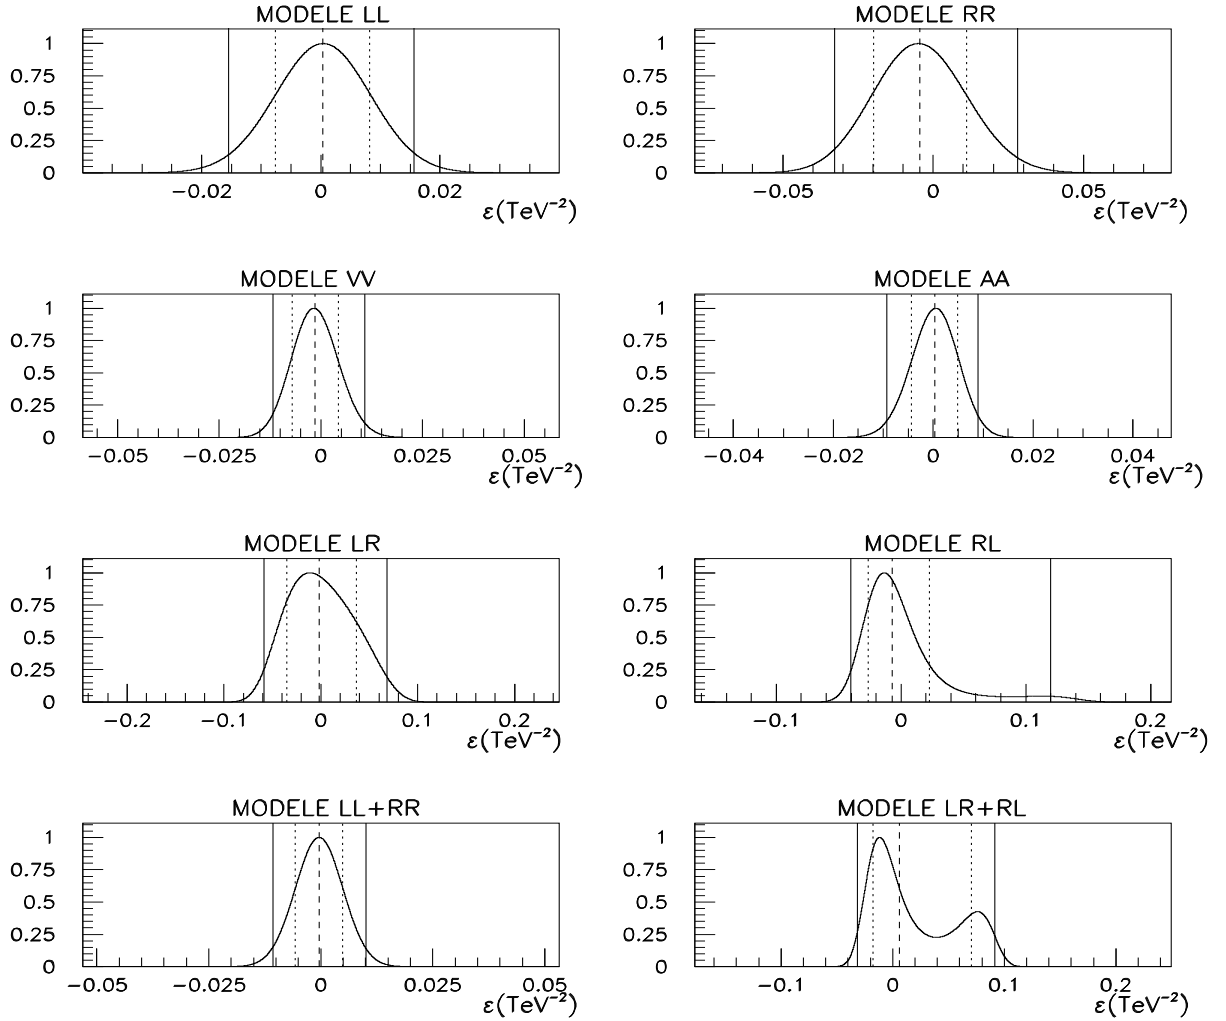 MODELE LL
1
0.75
0.5
0.25
0
−0.02 0 0.02
ε(TeV⁻²)
MODELE RR
1
0.75
0.5
0.25
0
−0.05 0 0.05
ε(TeV⁻²)
MODELE VV
1
0.75
0.5
0.25
0
−0.05 −0.025 0 0.025 0.05
ε(TeV⁻²)
MODELE AA
1
0.75
0.5
0.25
0
−0.04 −0.02 0 0.02 0.04
ε(TeV⁻²)
MODELE LR
1
0.75
0.5
0.25
0
−0.2 −0.1 0 0.1 0.2
ε(TeV⁻²)
MODELE RL
1
0.75
0.5
0.25
0
−0.1 0 0.1 0.2
ε(TeV⁻²)
MODELE LL+RR
1
0.75
0.5
0.25
0
−0.05 −0.025 0 0.025 0.05
ε(TeV⁻²)
MODELE LR+RL
1
0.75
0.5
0.25
0
−0.1 0 0.1 0.2
ε(TeV⁻²)